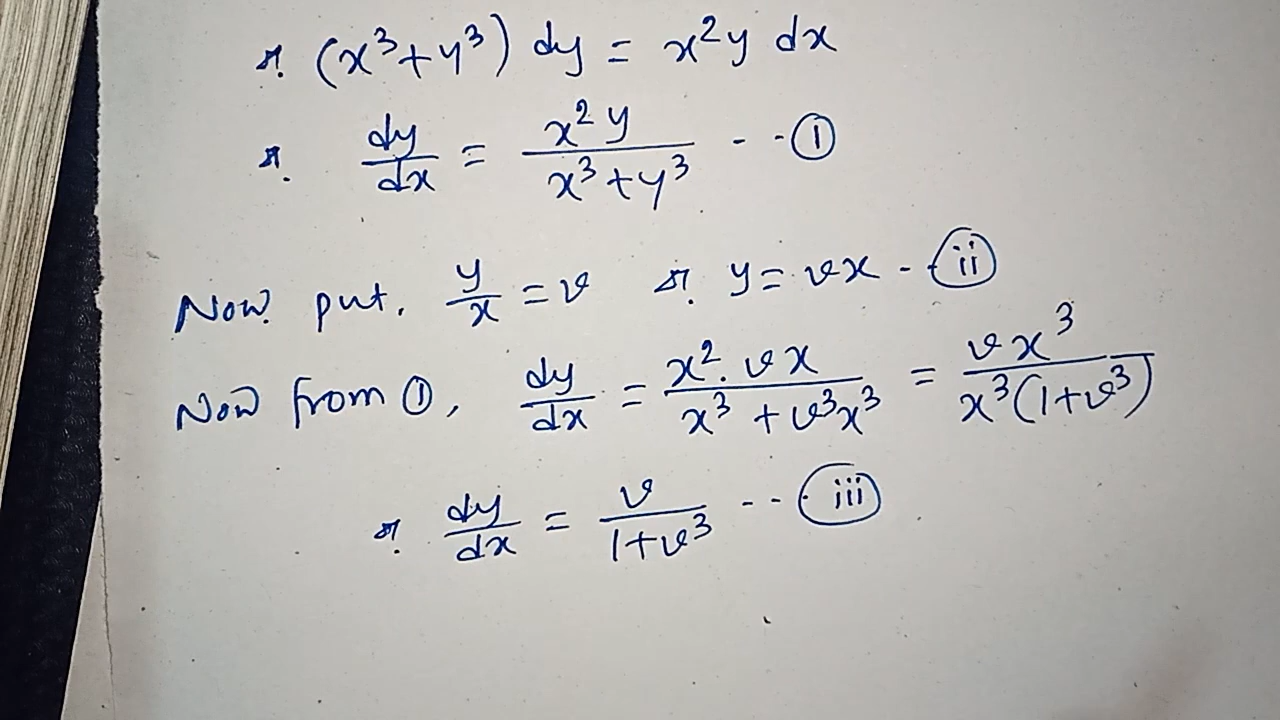 वा. (x³+y³) dy = x²y dx
वा. dy/dx = x²y/(x³+y³) - - ①
Now put, y/x = v वा. y = vx - - ⅱ
Now from ①, dy/dx = x². vx/(x³ + v³x³) = vx³/(x³(1+v³))
वा. dy/dx = v/(1+v³) - - ⅲ